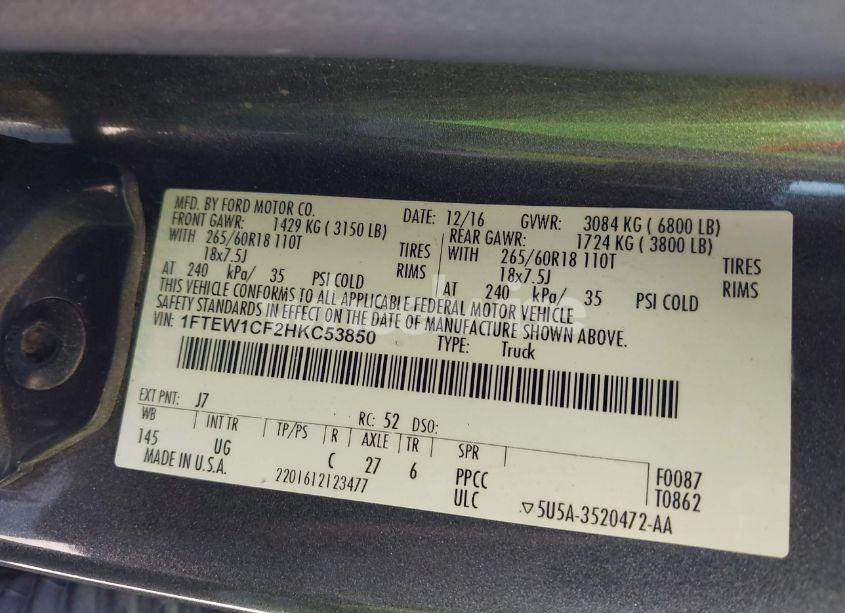 MFD. BY FORD MOTOR CO.
DATE: 12/16
GVWR: 3084 KG ( 6800 LB)
FRONT GAWR: 1429 KG ( 3150 LB)
REAR GAWR: 1724 KG ( 3800 LB)
WITH 265/60R18 110T TIRES
WITH 265/60R18 110T TIRES
18x7.5J RIMS
18x7.5J RIMS
AT 240 kPa/ 35 PSI COLD
AT 240 kPa/ 35 PSI COLD
THIS VEHICLE CONFORMS TO ALL APPLICABLE FEDERAL MOTOR VEHICLE
SAFETY STANDARDS IN EFFECT ON THE DATE OF MANUFACTURE SHOWN ABOVE.
VIN: 1FTEW1CF2HKC53850
TYPE: Truck
EXT PNT: J7
RC: 52 DSO:
WB INT TR TP/PS R AXLE TR SPR
145 UG C 27 6 PPCC
F0087
MADE IN U.S.A.
2201612123477
ULC
T0862
▽5U5A-3520472-AA